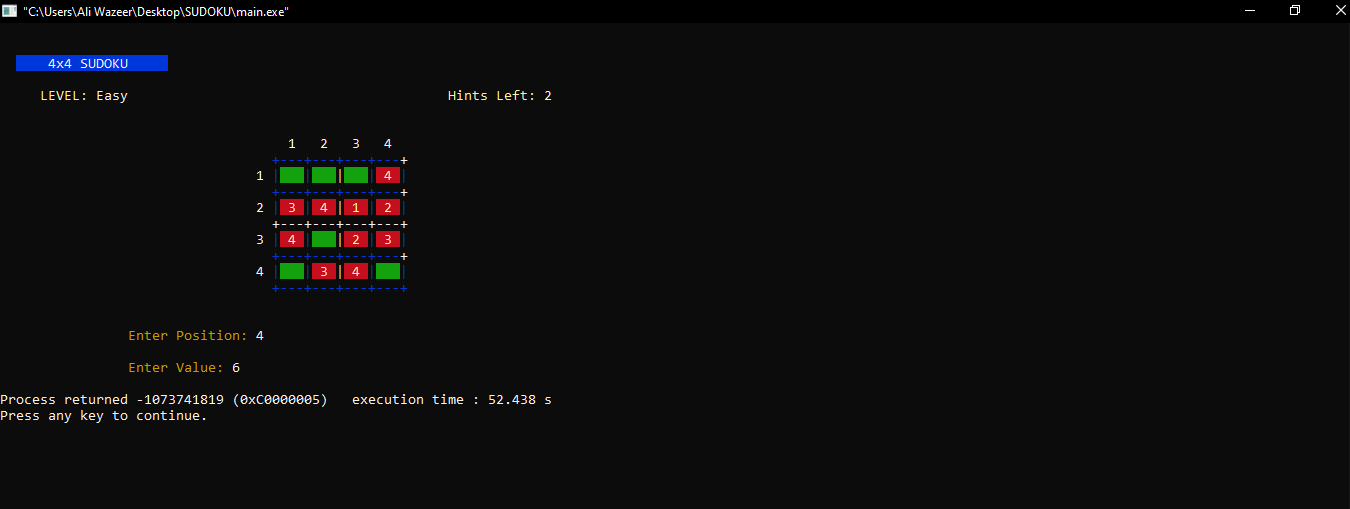 "C:\Users\Ali Wazeer\Desktop\SUDOKU\main.exe"
4x4 SUDOKU
LEVEL: Easy Hints Left: 2
1 2 3 4
+---+---+---+---+
1 | | | | 4 |
+---+---+---+---+
2 | 3 | 4 | 1 | 2 |
+---+---+---+---+
3 | 4 | | 2 | 3 |
+---+---+---+---+
4 | | 3 | 4 | |
+---+---+---+---+
Enter Position: 4
Enter Value: 6
Process returned -1073741819 (0xC0000005) execution time : 52.438 s
Press any key to continue.